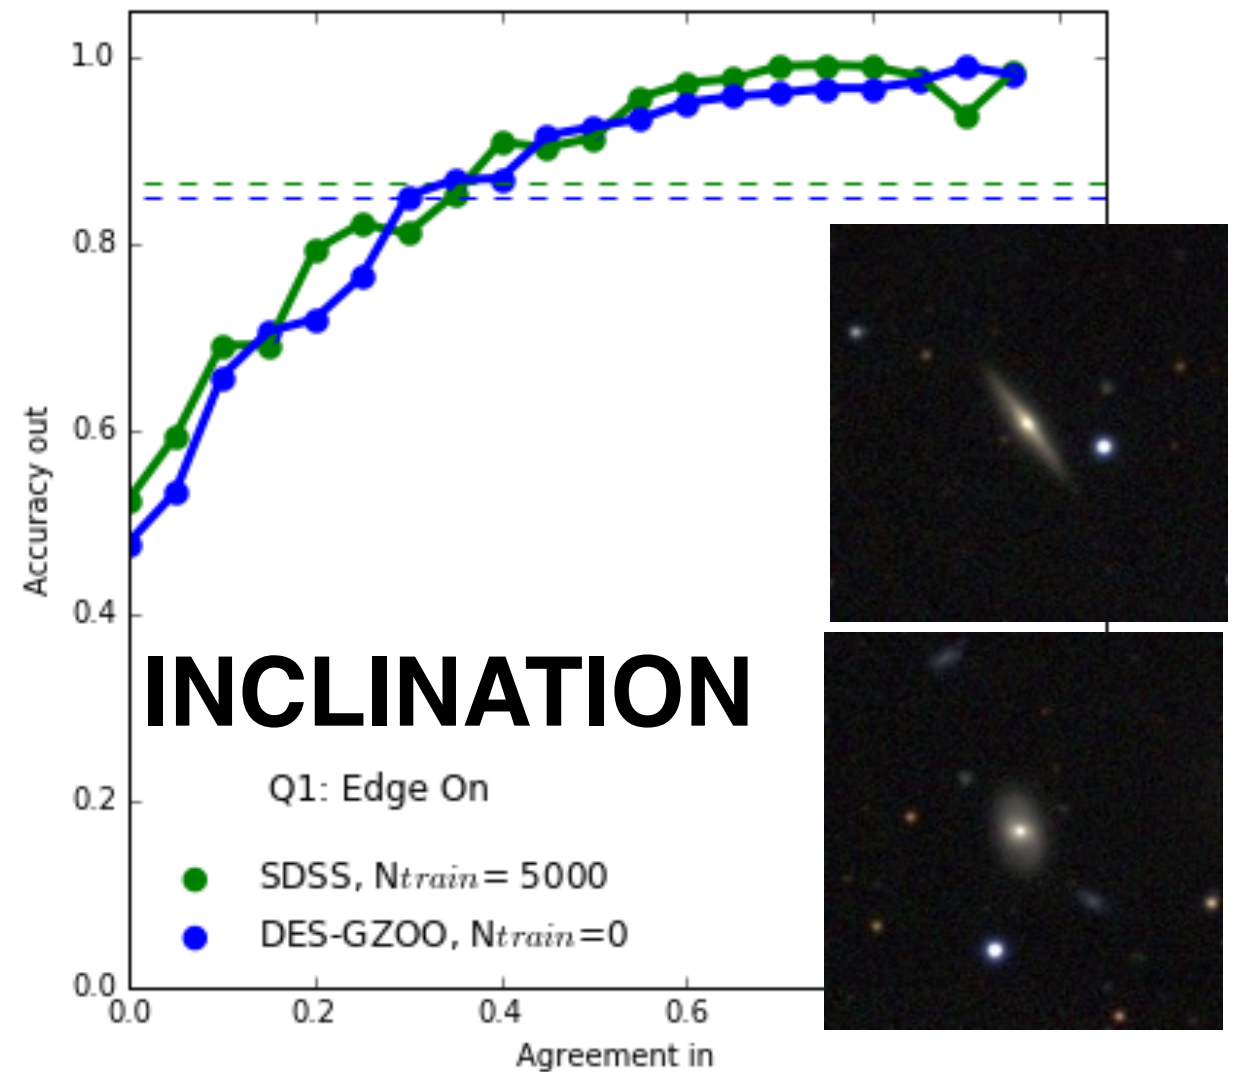 1.0
0.8
0.6
0.4
0.2
0.0
Accuracy out
INCLINATION
Q1: Edge On
SDSS, Ntrain= 5000
DES-GZOO, Ntrain=0
0.0 0.2 0.4 0.6
Agreement in